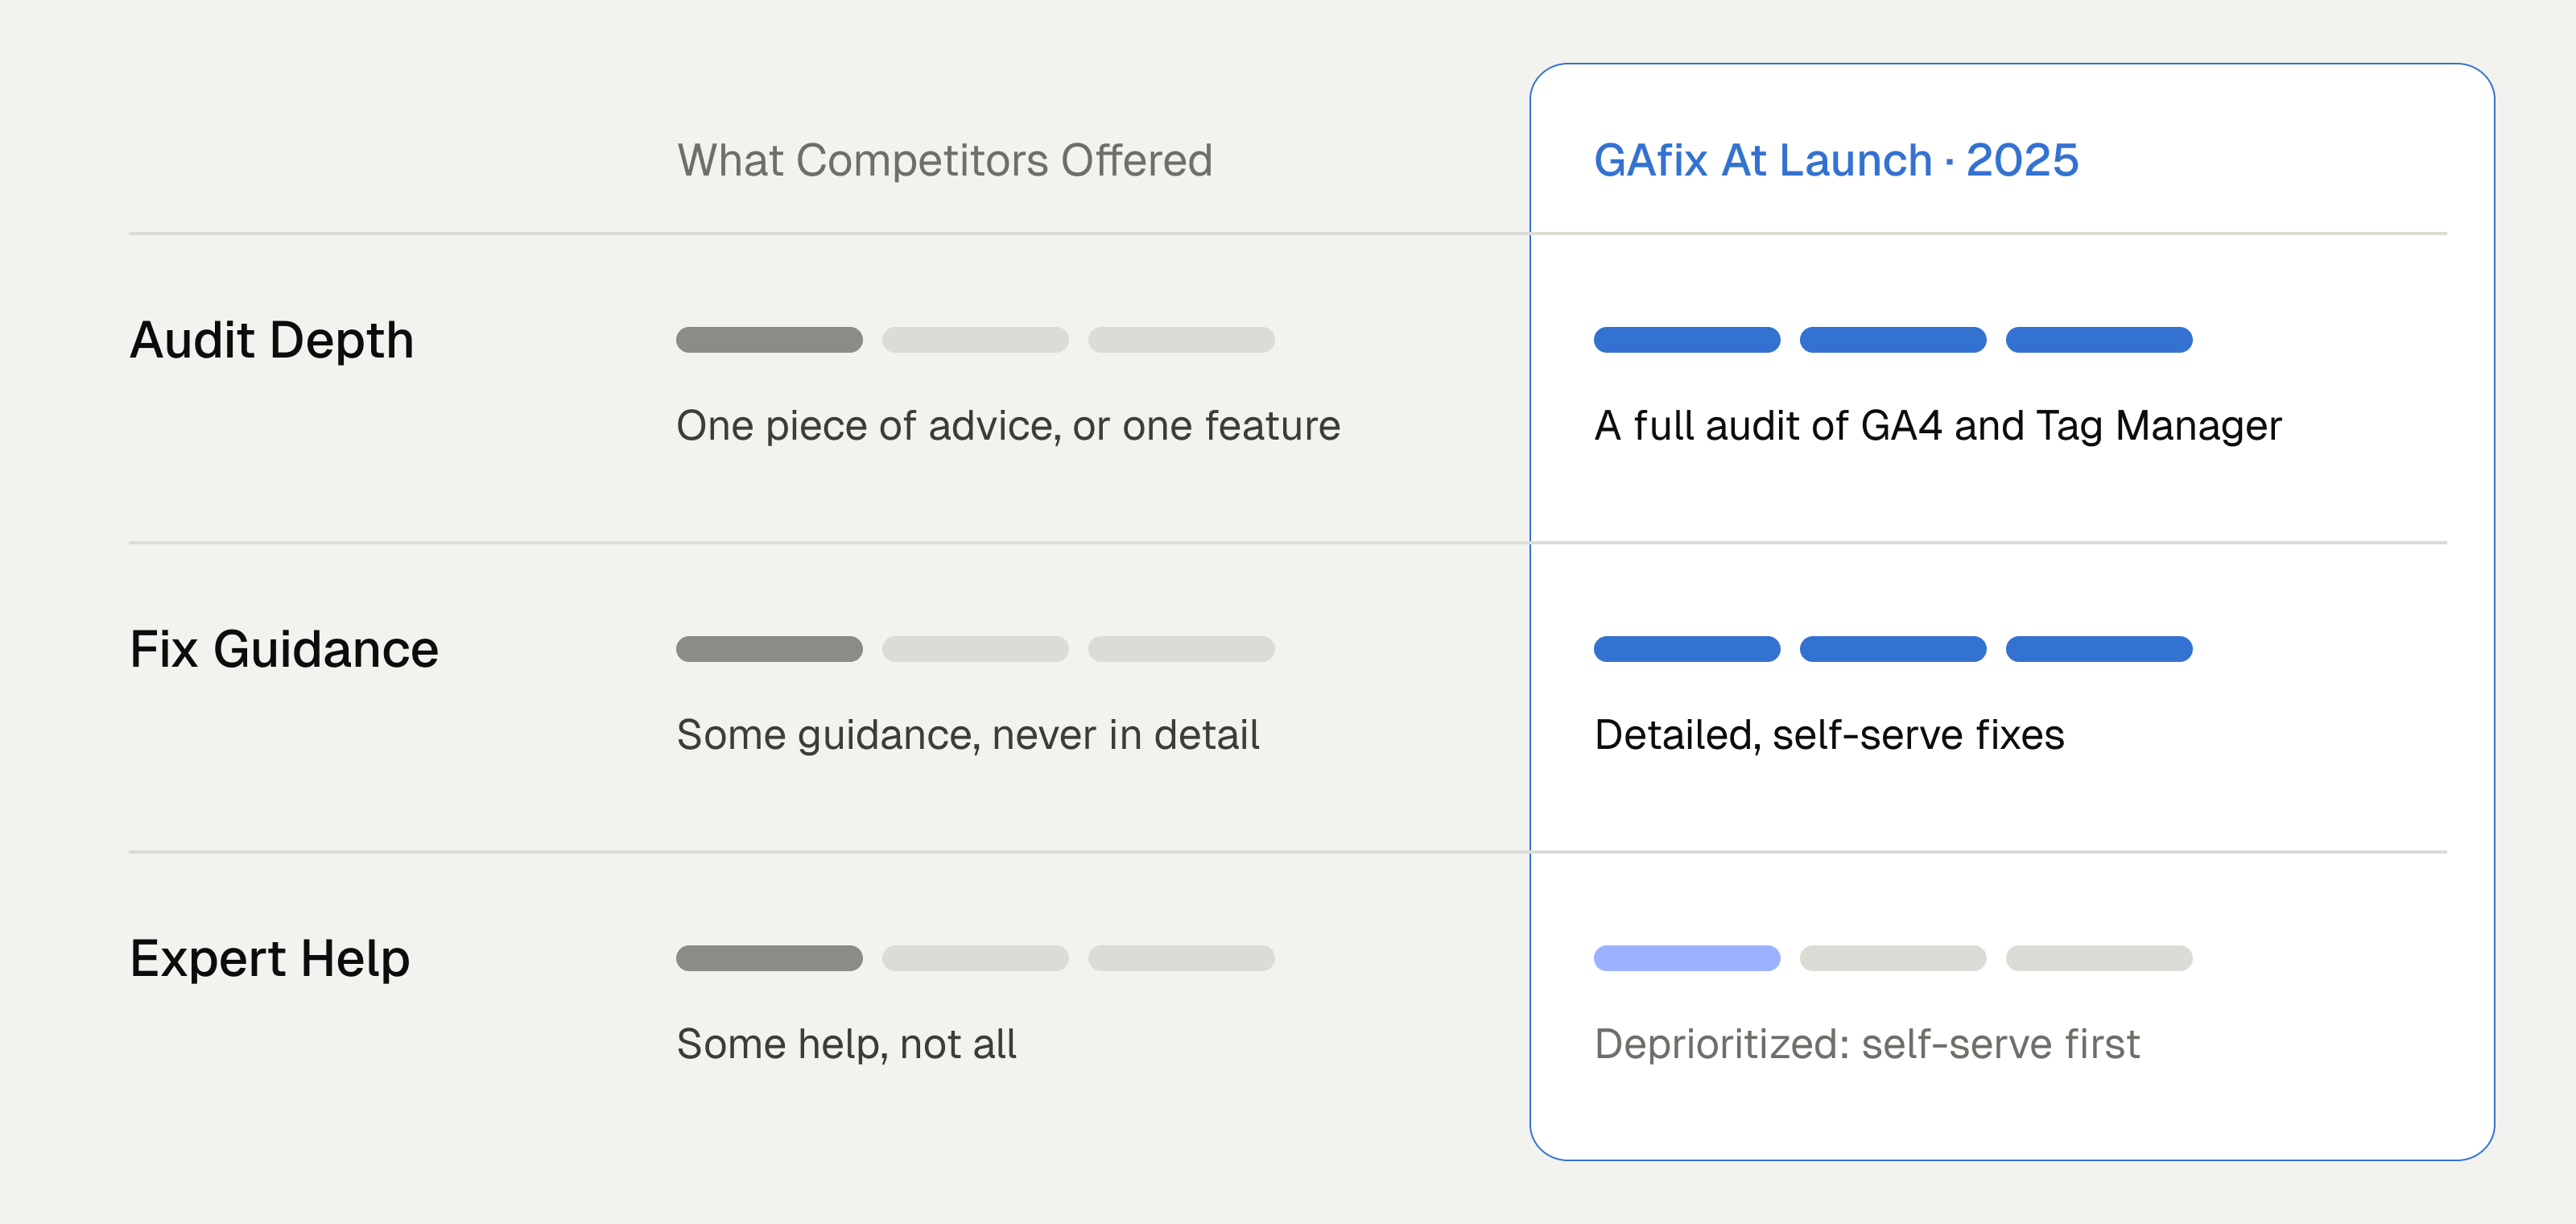 What Competitors Offered
GAfix At Launch · 2025
Audit Depth
One piece of advice, or one feature
A full audit of GA4 and Tag Manager
Fix Guidance
Some guidance, never in detail
Detailed, self-serve fixes
Expert Help
Some help, not all
Deprioritized: self-serve first